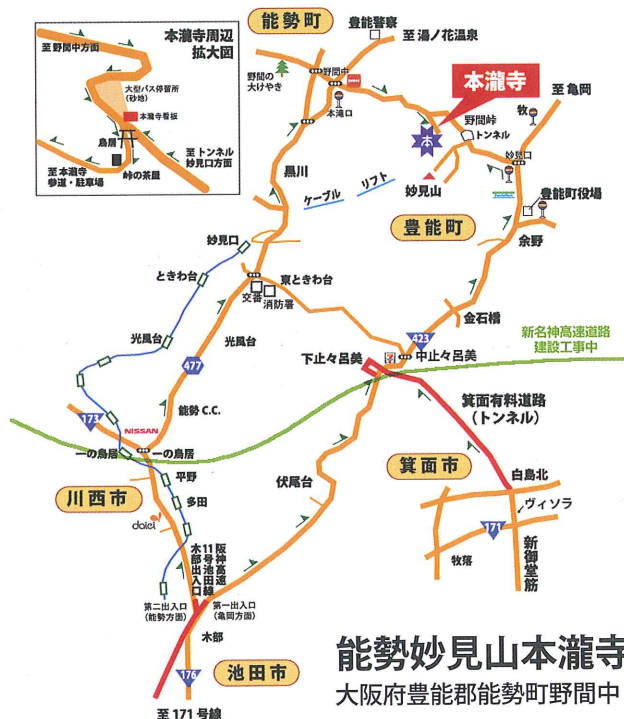 本瀧寺周辺
拡大図
至野間中方面
大型バス停留所
(砂地)
本瀧寺看板
鳥居
至トンネル
妙見口方面
至本瀧寺
参道・駐車場
峠の茶屋
能勢町
豊能警察
至湯ノ花温泉
野間の
大けやき
野間中
本滝口
本瀧寺
本
至亀岡
牧
野間峠
トンネル
妙見口
妙見山
豊能町
豊能町役場
余野
黒川
ケーブル
リフト
妙見口
ときわ台
東ときわ台
交番
消防署
光風台
光風台
477
金石橋
423
新名神高速道路
建設工事中
下止々呂美
中止々呂美
能勢C.C.
173
NISSAN
一の鳥居
一の鳥居
箕面有料道路
(トンネル)
箕面市
白島北
ヴィソラ
171
牧落
新御堂筋
川西市
平野
多田
daiei
伏尾台
阪神高速
11号池田線
木部出入口
第二出入口
(能勢方面)
第一出入口
(亀岡方面)
木部
176
池田市
至171号線
能勢妙見山本瀧寺
大阪府豊能郡能勢町野間中